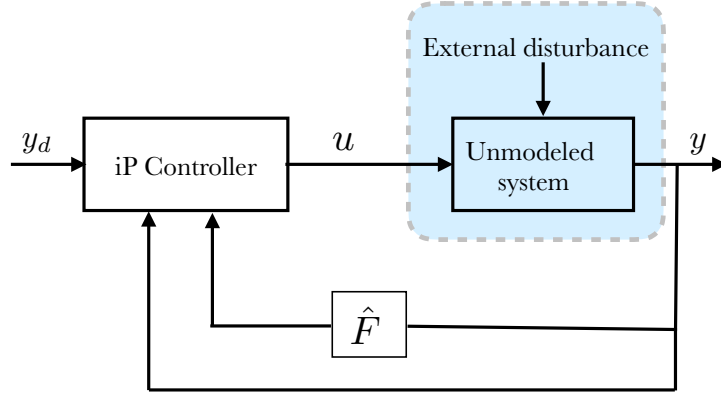 External disturbance
y_d
iP Controller
u
Unmodeled
system
y
F̂